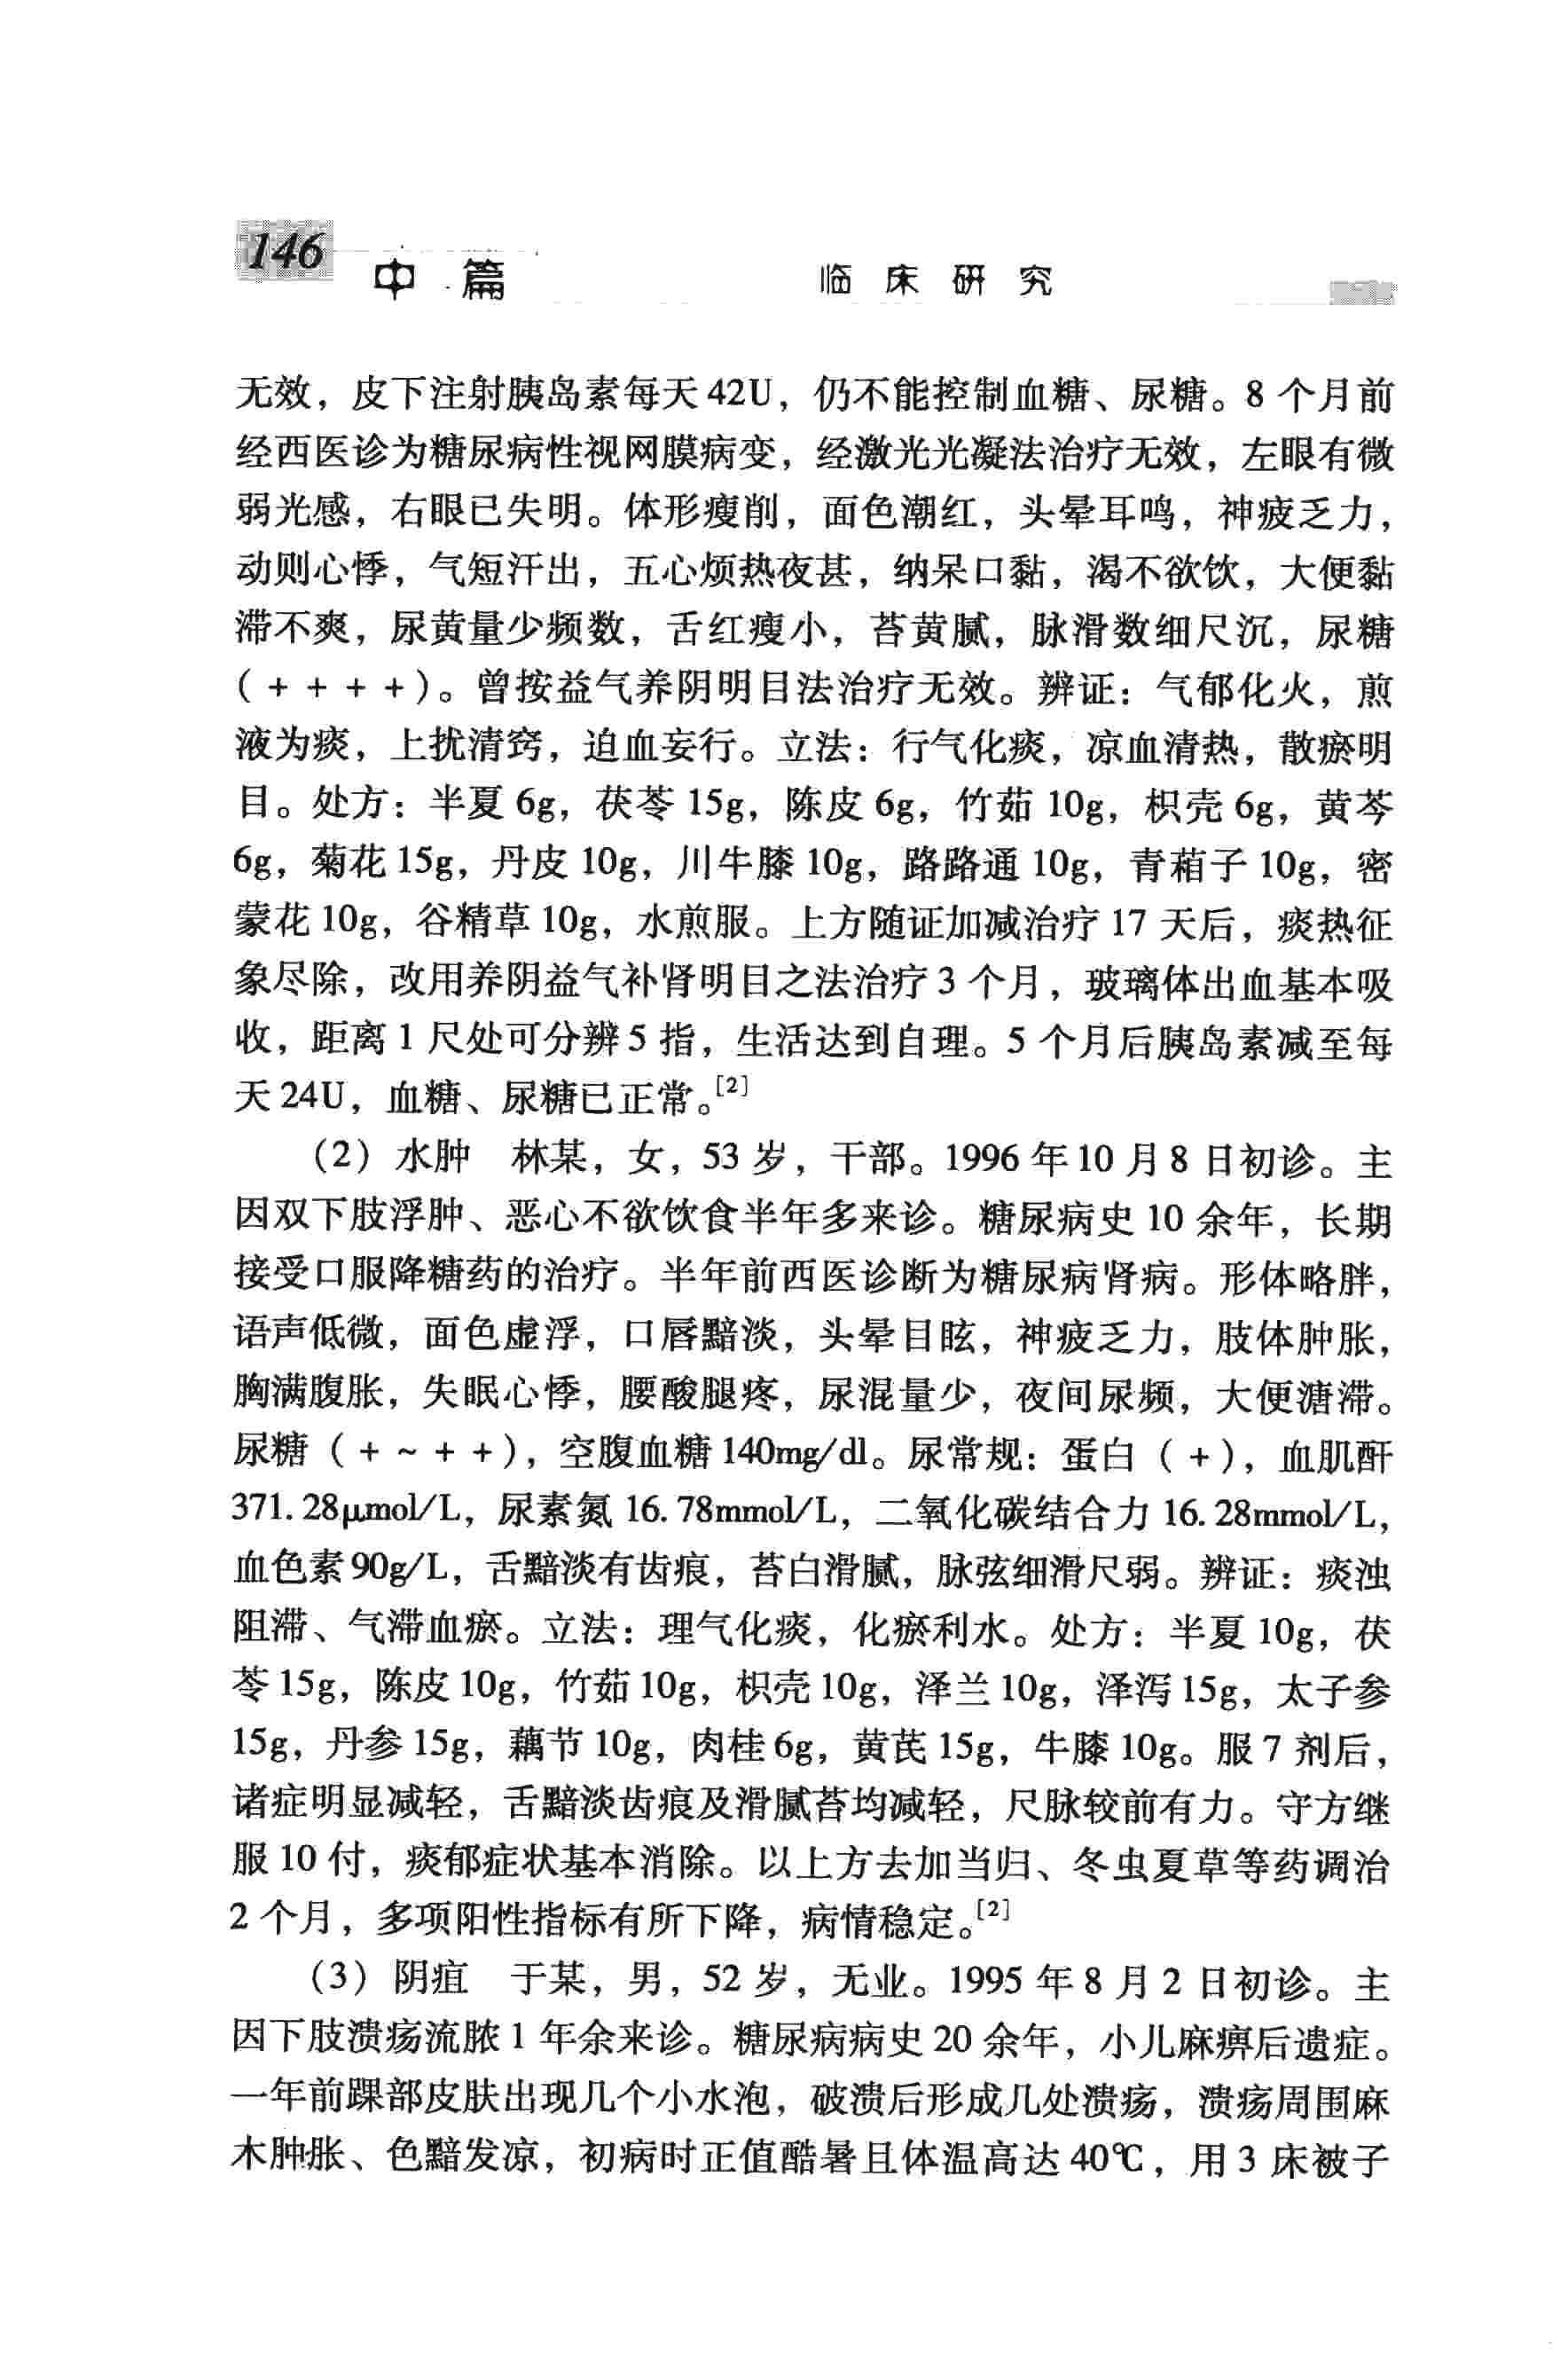 146
中 篇 临床研究
无效，皮下注射胰岛素每天42U，仍不能控制血糖、尿糖。8个月前
经西医诊为糖尿病性视网膜病变，经激光光凝法治疗无效，左眼有微
弱光感，右眼已失明。体形瘦削，面色潮红，头晕耳鸣，神疲乏力，
动则心悸，气短汗出，五心烦热夜甚，纳呆口黏，渴不欲饮，大便黏
滞不爽，尿黄量少频数，舌红瘦小，苔黄腻，脉滑数细尺沉，尿糖
（＋＋＋＋）。曾按益气养阴明目法治疗无效。辨证：气郁化火，煎
液为痰，上扰清窍，迫血妄行。立法：行气化痰，凉血清热，散瘀明
目。处方：半夏6g，茯苓15g，陈皮6g，竹茹10g，枳壳6g，黄芩
6g，菊花15g，丹皮10g，川牛膝10g，路路通10g，青葙子10g，密
蒙花10g，谷精草10g，水煎服。上方随证加减治疗17天后，痰热征
象尽除，改用养阴益气补肾明目之法治疗3个月，玻璃体出血基本吸
收，距离1尺处可分辨5指，生活达到自理。5个月后胰岛素减至每
天24U，血糖、尿糖已正常。[2]
（2）水肿 林某，女，53岁，干部。1996年10月8日初诊。主
因双下肢浮肿、恶心不欲饮食半年多来诊。糖尿病史10余年，长期
接受口服降糖药的治疗。半年前西医诊断为糖尿病肾病。形体略胖，
语声低微，面色虚浮，口唇黯淡，头晕目眩，神疲乏力，肢体肿胀，
胸满腹胀，失眠心悸，腰酸腿疼，尿混量少，夜间尿频，大便溏滞。
尿糖（＋～＋＋），空腹血糖140mg/dl。尿常规：蛋白（＋），血肌酐
371.28μmol/L，尿素氮16.78mmol/L，二氧化碳结合力16.28mmol/L，
血色素90g/L，舌黯淡有齿痕，苔白滑腻，脉弦细滑尺弱。辨证：痰浊
阻滞、气滞血瘀。立法：理气化痰，化瘀利水。处方：半夏10g，茯
苓15g，陈皮10g，竹茹10g，枳壳10g，泽兰10g，泽泻15g，太子参
15g，丹参15g，藕节10g，肉桂6g，黄芪15g，牛膝10g。服7剂后，
诸症明显减轻，舌黯淡齿痕及滑腻苔均减轻，尺脉较前有力。守方继
服10付，痰郁症状基本消除。以上方去加当归、冬虫夏草等药调治
2个月，多项阳性指标有所下降，病情稳定。[2]
（3）阴疽 于某，男，52岁，无业。1995年8月2日初诊。主
因下肢溃疡流脓1年余来诊。糖尿病病史20余年，小儿麻痹后遗症。
一年前踝部皮肤出现几个小水泡，破溃后形成几处溃疡，溃疡周围麻
木肿胀、色黯发凉，初病时正值酷暑且体温高达40℃，用3床被子